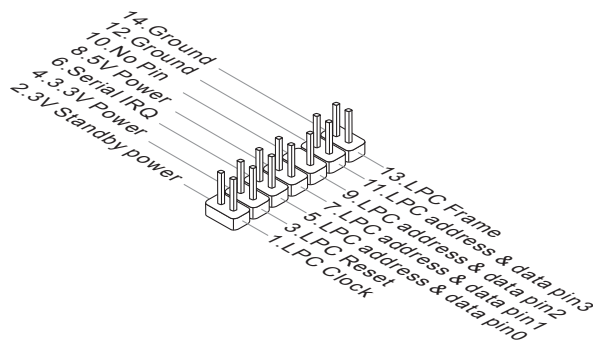 14.Ground
12.Ground
10.No Pin
8.5V Power
6.Serial IRQ
4.3.3V Power
2.3V Standby power
13.LPC Frame
11.LPC address & data pin3
9.LPC address & data pin2
7.LPC address & data pin1
5.LPC address & data pin0
3.LPC Reset
1.LPC Clock